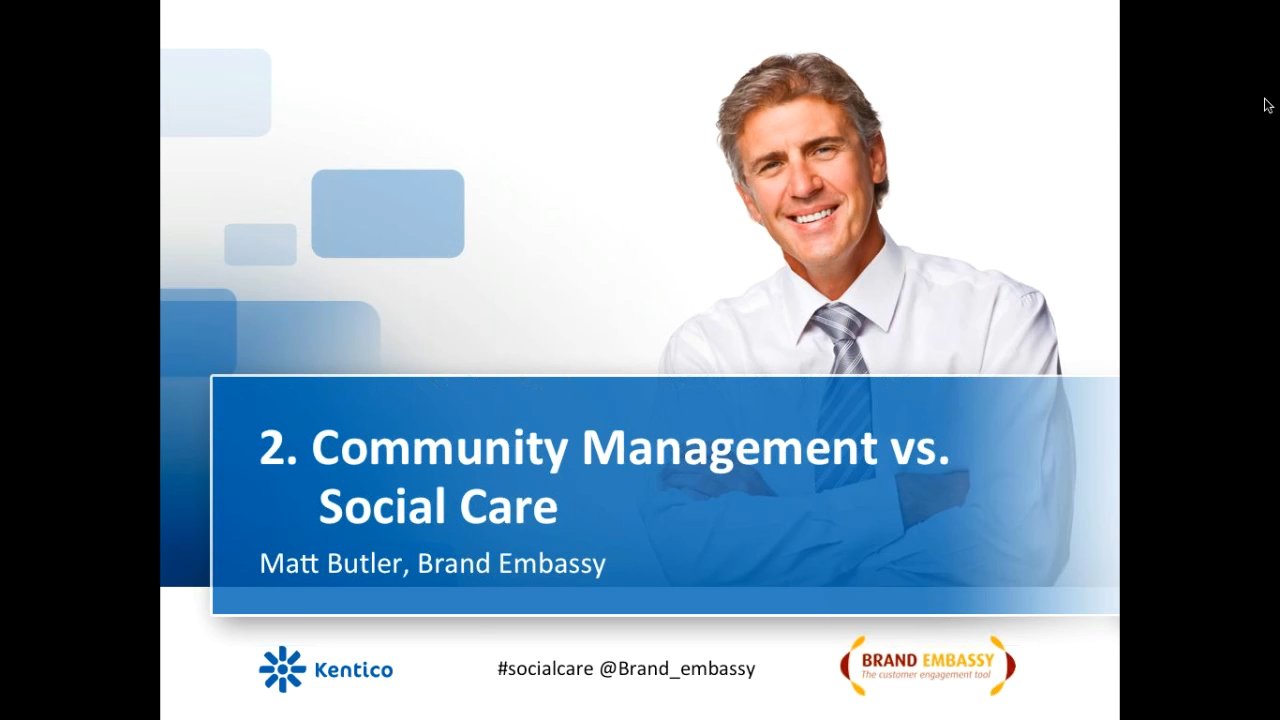 2. Community Management vs.
Social Care
Matt Butler, Brand Embassy
Kentico
#socialcare @Brand_embassy
BRAND EMBASSY
The customer engagement tool